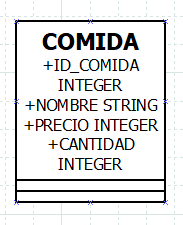 COMIDA
+ID_COMIDA
INTEGER
+NOMBRE STRING
+PRECIO INTEGER
+CANTIDAD
INTEGER